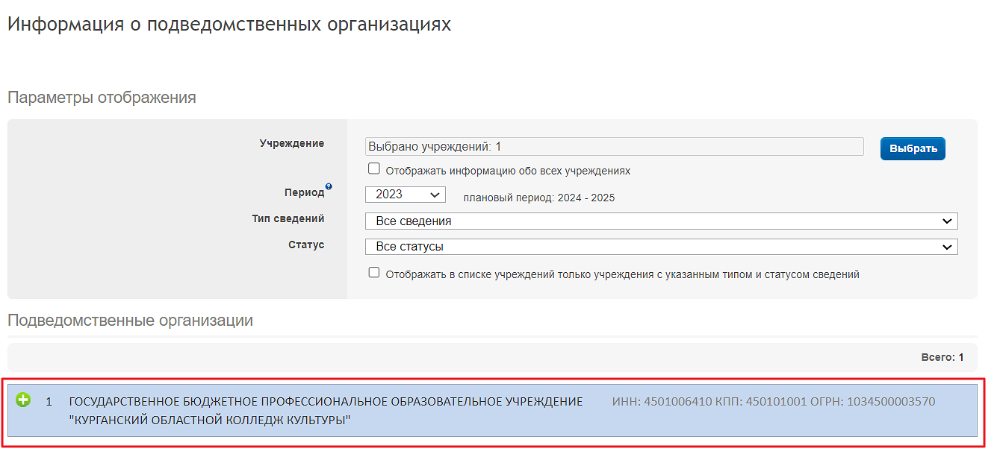 Информация о подведомственных организациях
Параметры отображения
Учреждение
Выбрано учреждений: 1
Выбрать
Отображать информацию обо всех учреждениях
Период ?
2023
плановый период: 2024 - 2025
Тип сведений
Все сведения
Статус
Все статусы
Отображать в списке учреждений только учреждения с указанным типом и статусом сведений
Подведомственные организации
Всего: 1
1 ГОСУДАРСТВЕННОЕ БЮДЖЕТНОЕ ПРОФЕССИОНАЛЬНОЕ ОБРАЗОВАТЕЛЬНОЕ УЧРЕЖДЕНИЕ ИНН: 4501006410 КПП: 450101001 ОГРН: 1034500003570
"КУРГАНСКИЙ ОБЛАСТНОЙ КОЛЛЕДЖ КУЛЬТУРЫ"